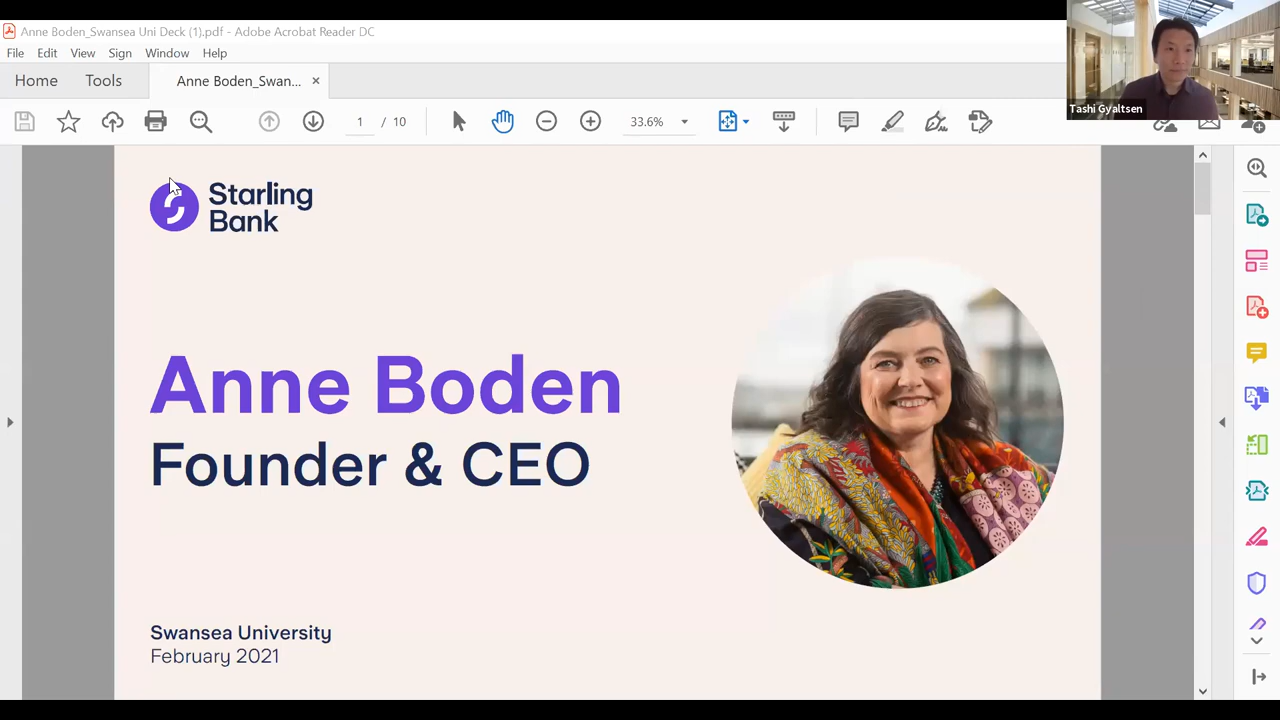 Anne Boden_Swansea Uni Deck (1).pdf - Adobe Acrobat Reader DC
File Edit View Sign Window Help
Home Tools Anne Boden_Swan... ×
1 / 10 33.6%
Tashi Gyaltsen
Starling
Bank
Anne Boden
Founder & CEO
Swansea University
February 2021